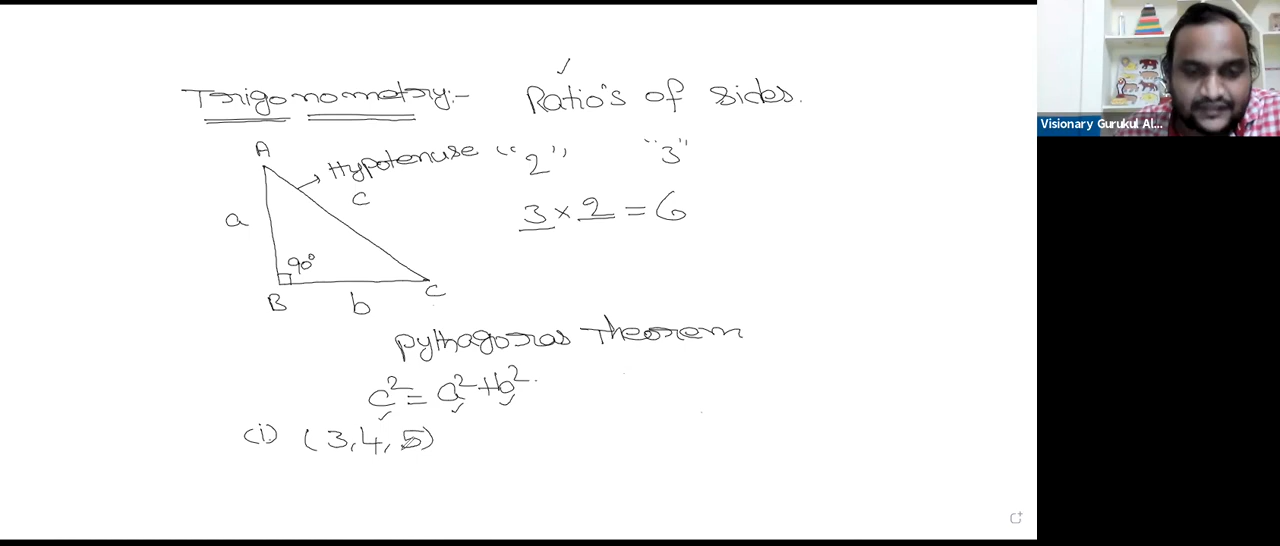 Trigonometry:- Ratio's of sides.
A
Hypotenuse "2" "3"
c
3 × 2 = 6
a
90°
B
b
C
Pythagoras Theorem
c² = a² + b².
(i) (3,4,5)
Visionary Gurukul Al...